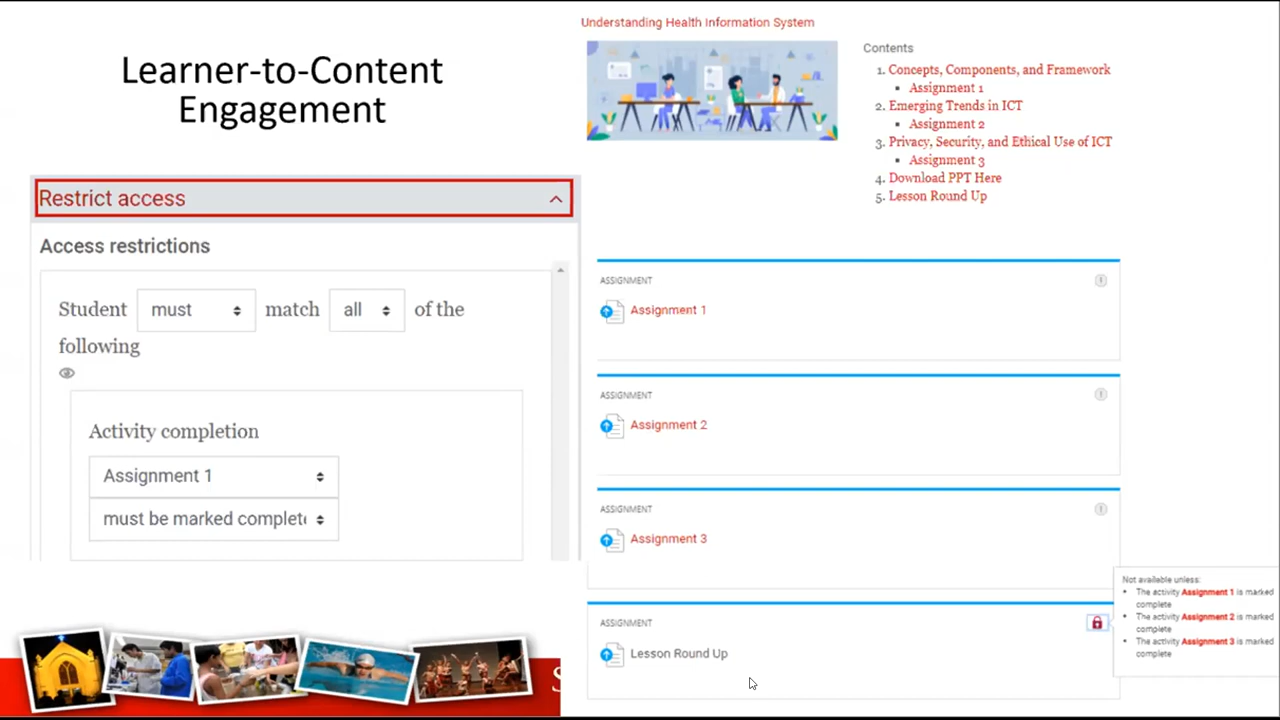 Learner-to-Content
Engagement
Restrict access
Access restrictions
Student must match all of the
following
Activity completion
Assignment 1
must be marked complete
S
Understanding Health Information System
Contents
1. Concepts, Components, and Framework
▪ Assignment 1
2. Emerging Trends in ICT
▪ Assignment 2
3. Privacy, Security, and Ethical Use of ICT
▪ Assignment 3
4. Download PPT Here
5. Lesson Round Up
ASSIGNMENT
Assignment 1
ASSIGNMENT
Assignment 2
ASSIGNMENT
Assignment 3
ASSIGNMENT
Lesson Round Up
Not available unless:
• The activity Assignment 1 is marked
complete
• The activity Assignment 2 is marked
complete
• The activity Assignment 3 is marked
complete